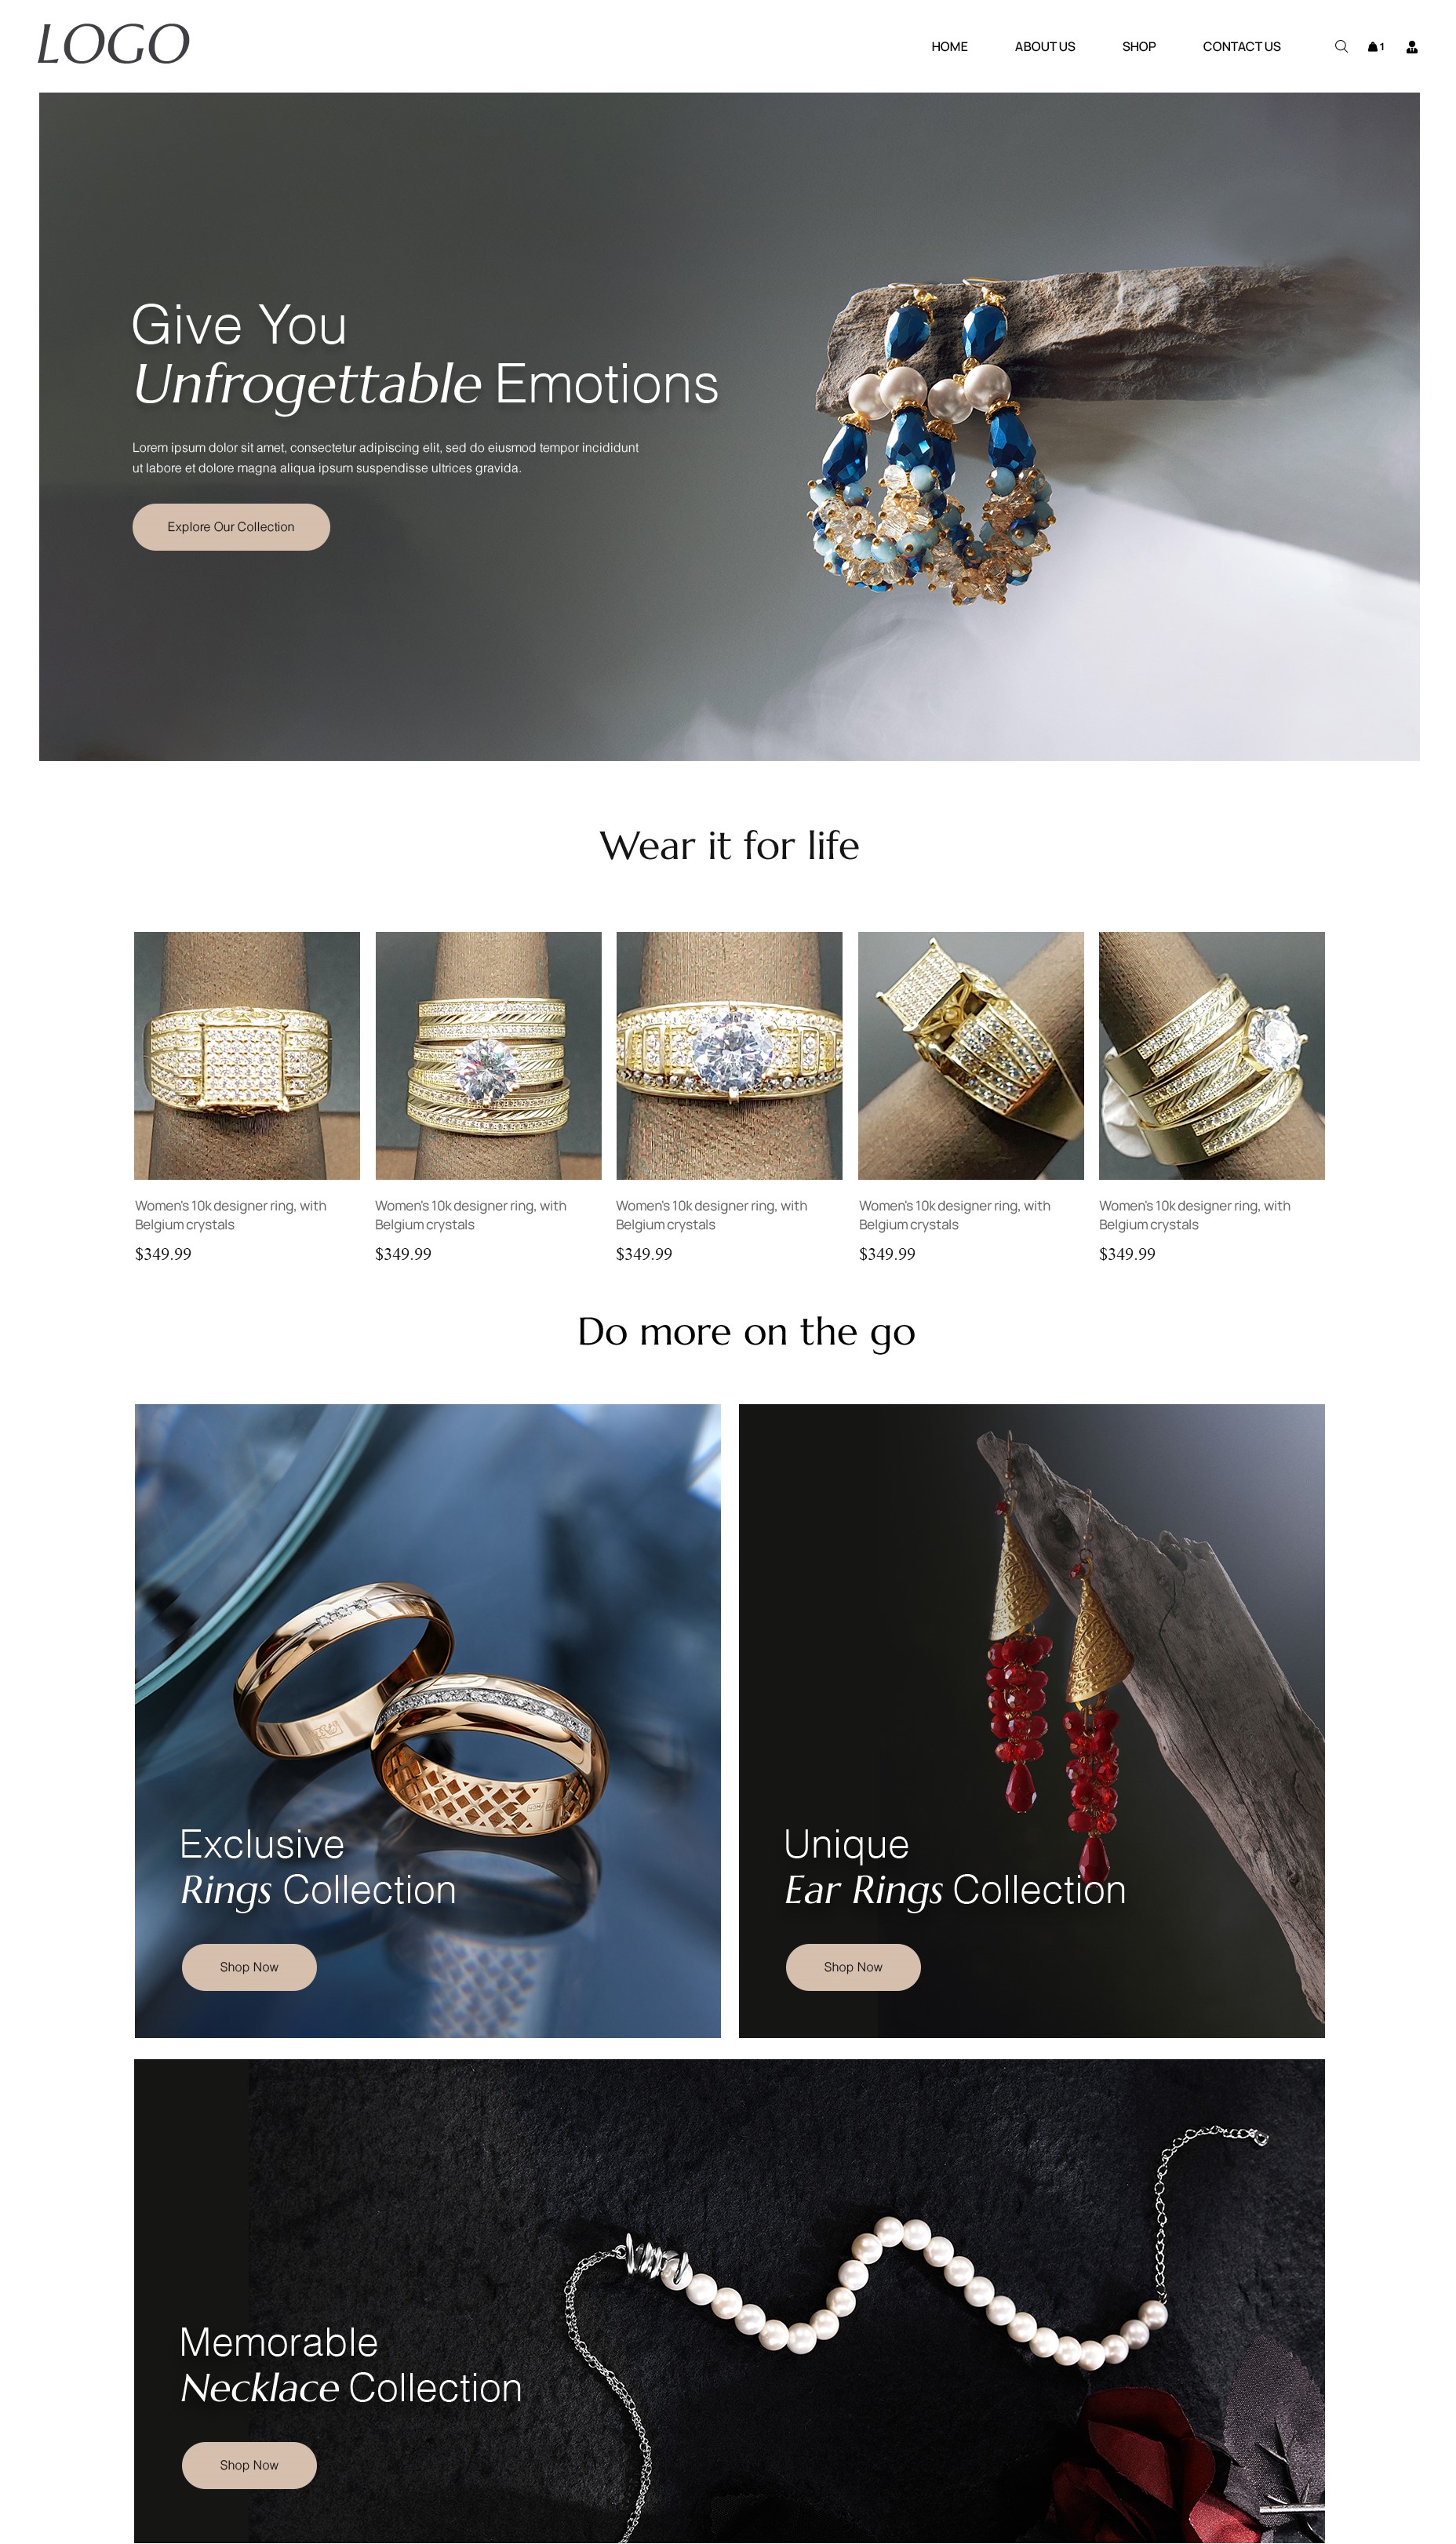 LOGO
HOME
ABOUT US
SHOP
CONTACT US
1
Give You
Unfrogettable Emotions
Lorem ipsum dolor sit amet, consectetur adipiscing elit, sed do eiusmod tempor incididunt
ut labore et dolore magna aliqua ipsum suspendisse ultrices gravida.
Explore Our Collection
Wear it for life
Women's 10k designer ring, with
Belgium crystals
$349.99
Women's 10k designer ring, with
Belgium crystals
$349.99
Women's 10k designer ring, with
Belgium crystals
$349.99
Women's 10k designer ring, with
Belgium crystals
$349.99
Women's 10k designer ring, with
Belgium crystals
$349.99
Do more on the go
Exclusive
Rings Collection
Shop Now
Unique
Ear Rings Collection
Shop Now
Memorable
Necklace Collection
Shop Now